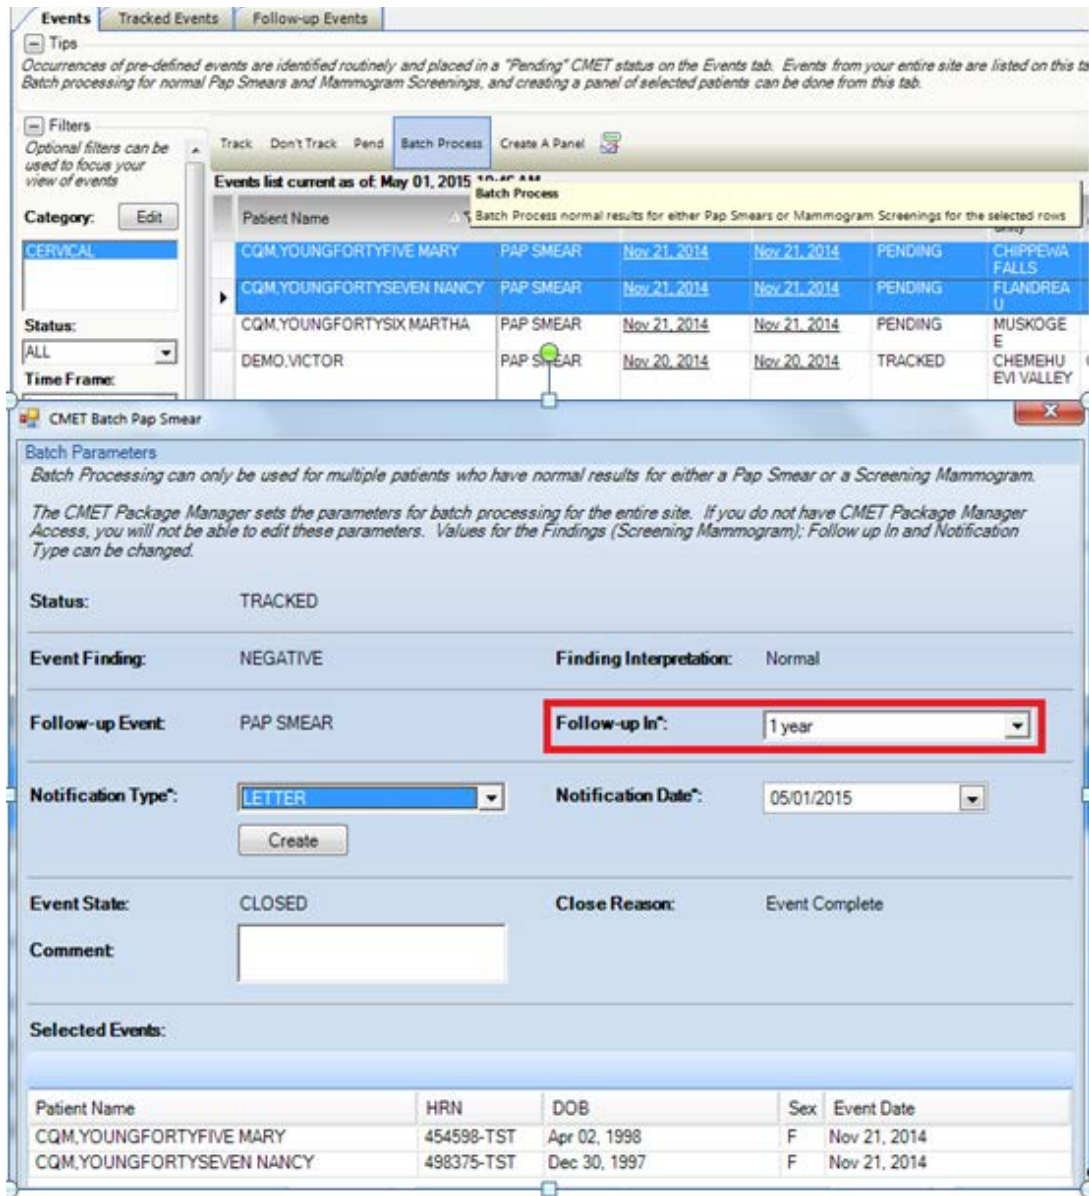 Events Tracked Events Follow-up Events
Tips
Occurrences of pre-defined events are identified routinely and placed in a "Pending" CMET status on the Events tab. Events from your entire site are listed on this ta
Batch processing for normal Pap Smears and Mammogram Screenings, and creating a panel of selected patients can be done from this tab.
Filters
Optional filters can be
used to focus your
view of events
Track Don't Track Pend Batch Process Create A Panel
Events list current as of: May 01, 2015
Batch Process
Batch Process normal results for either Pap Smears or Mammogram Screenings for the selected rows
Category: Edit
Patient Name
CERVICAL
CQM,YOUNGFORTYFIVE MARY PAP SMEAR Nov 21, 2014 Nov 21, 2014 PENDING CHIPPEWA
FALLS
CQM,YOUNGFORTYSEVEN NANCY PAP SMEAR Nov 21, 2014 Nov 21, 2014 PENDING FLANDREA
U
Status:
CQM,YOUNGFORTYSIX MARTHA PAP SMEAR Nov 21, 2014 Nov 21, 2014 PENDING MUSKOGE
E
ALL
DEMO,VICTOR PAP SMEAR Nov 20, 2014 Nov 20, 2014 TRACKED CHEMEHU
EVI VALLEY
Time Frame:
CMET Batch Pap Smear
Batch Parameters
Batch Processing can only be used for multiple patients who have normal results for either a Pap Smear or a Screening Mammogram.
The CMET Package Manager sets the parameters for batch processing for the entire site. If you do not have CMET Package Manager
Access, you will not be able to edit these parameters. Values for the Findings (Screening Mammogram); Follow up In and Notification
Type can be changed.
Status: TRACKED
Event Finding: NEGATIVE Finding Interpretation: Normal
Follow-up Event: PAP SMEAR Follow-up In*: 1 year
Notification Type*: LETTER Notification Date*: 05/01/2015
Create
Event State: CLOSED Close Reason: Event Complete
Comment:
Selected Events:
Patient Name HRN DOB Sex Event Date
CQM,YOUNGFORTYFIVE MARY 454598-TST Apr 02, 1998 F Nov 21, 2014
CQM,YOUNGFORTYSEVEN NANCY 498375-TST Dec 30, 1997 F Nov 21, 2014